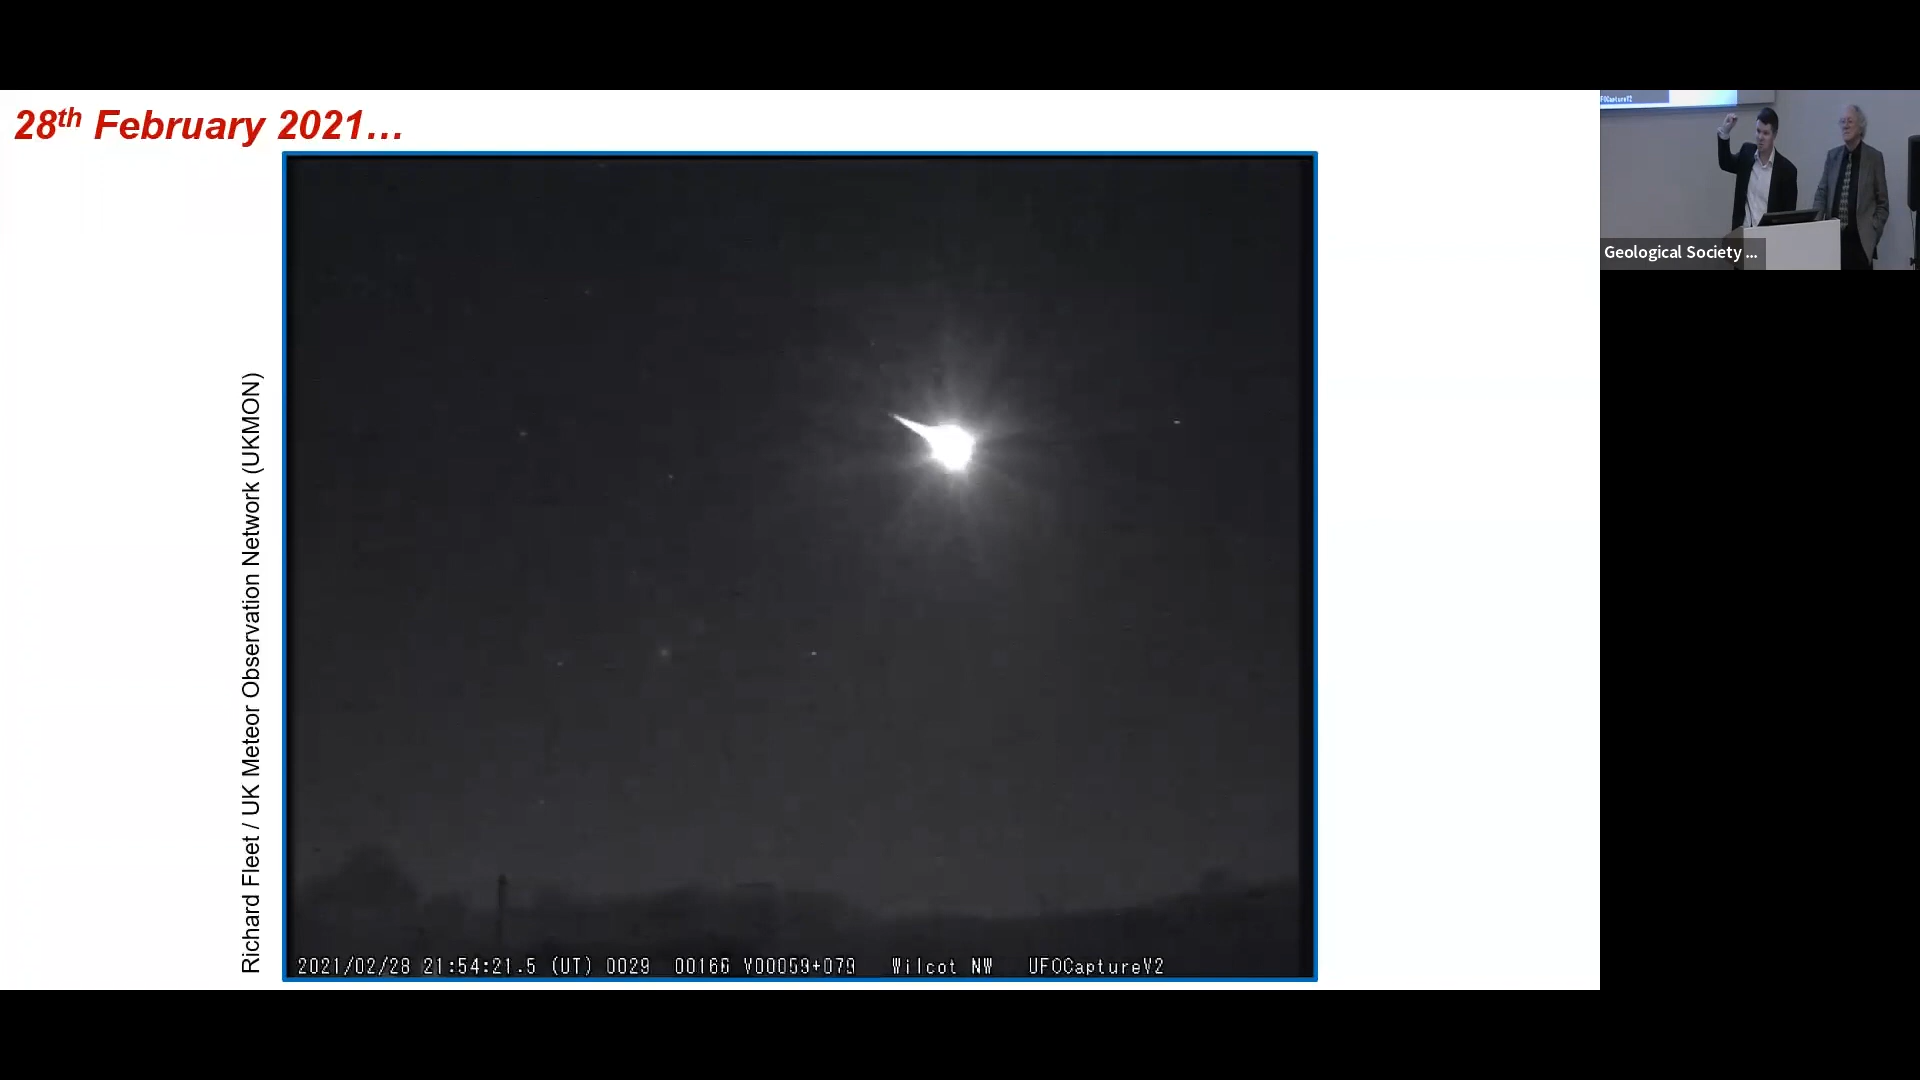 28th February 2021…
Richard Fleet / UK Meteor Observation Network (UKMON)
2021/02/28 21:54:21.5 (UT) 0029 00166 V00059+079 Wilcot NW UFOCaptureV2
UFOCaptureV2
Geological Society ...